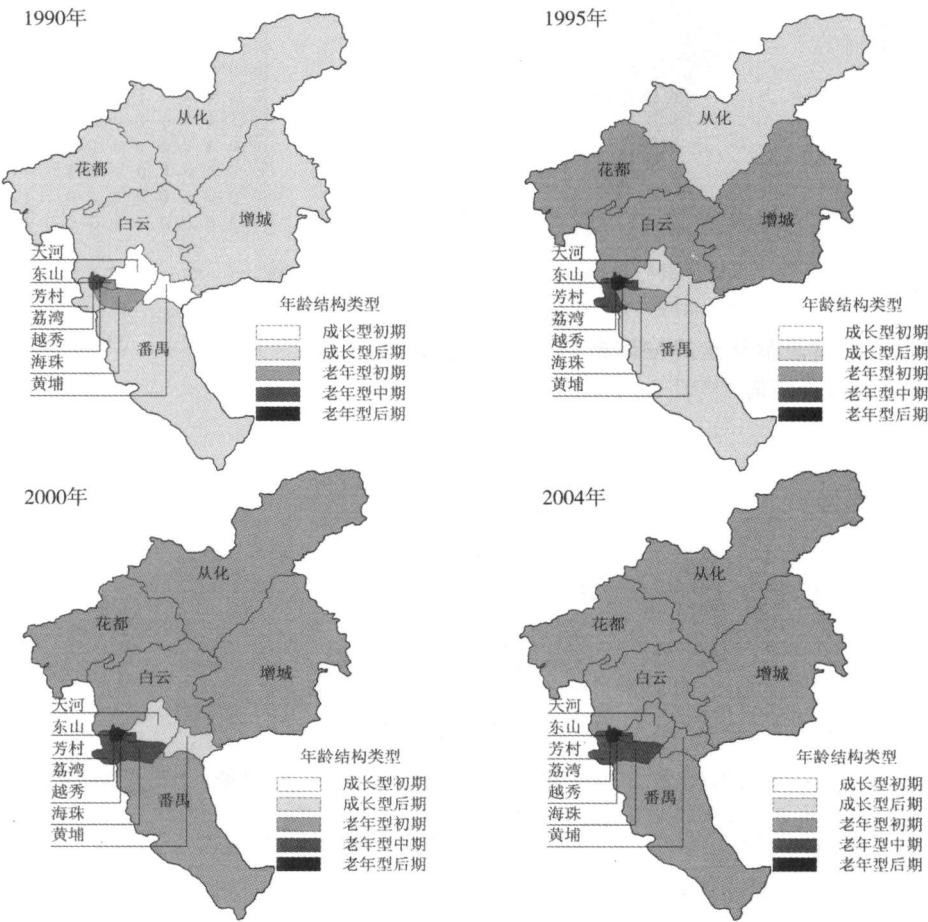 1990年
从化
花都
白云
增城
天河
东山
芳村
荔湾
越秀
海珠
黄埔
番禺
年龄结构类型
成长型初期
成长型后期
老年型初期
老年型中期
老年型后期
1995年
从化
花都
白云
增城
天河
东山
芳村
荔湾
越秀
海珠
黄埔
番禺
年龄结构类型
成长型初期
成长型后期
老年型初期
老年型中期
老年型后期
2000年
从化
花都
白云
增城
天河
东山
芳村
荔湾
越秀
海珠
黄埔
番禺
年龄结构类型
成长型初期
成长型后期
老年型初期
老年型中期
老年型后期
2004年
从化
花都
白云
增城
天河
东山
芳村
荔湾
越秀
海珠
黄埔
番禺
年龄结构类型
成长型初期
成长型后期
老年型初期
老年型中期
老年型后期